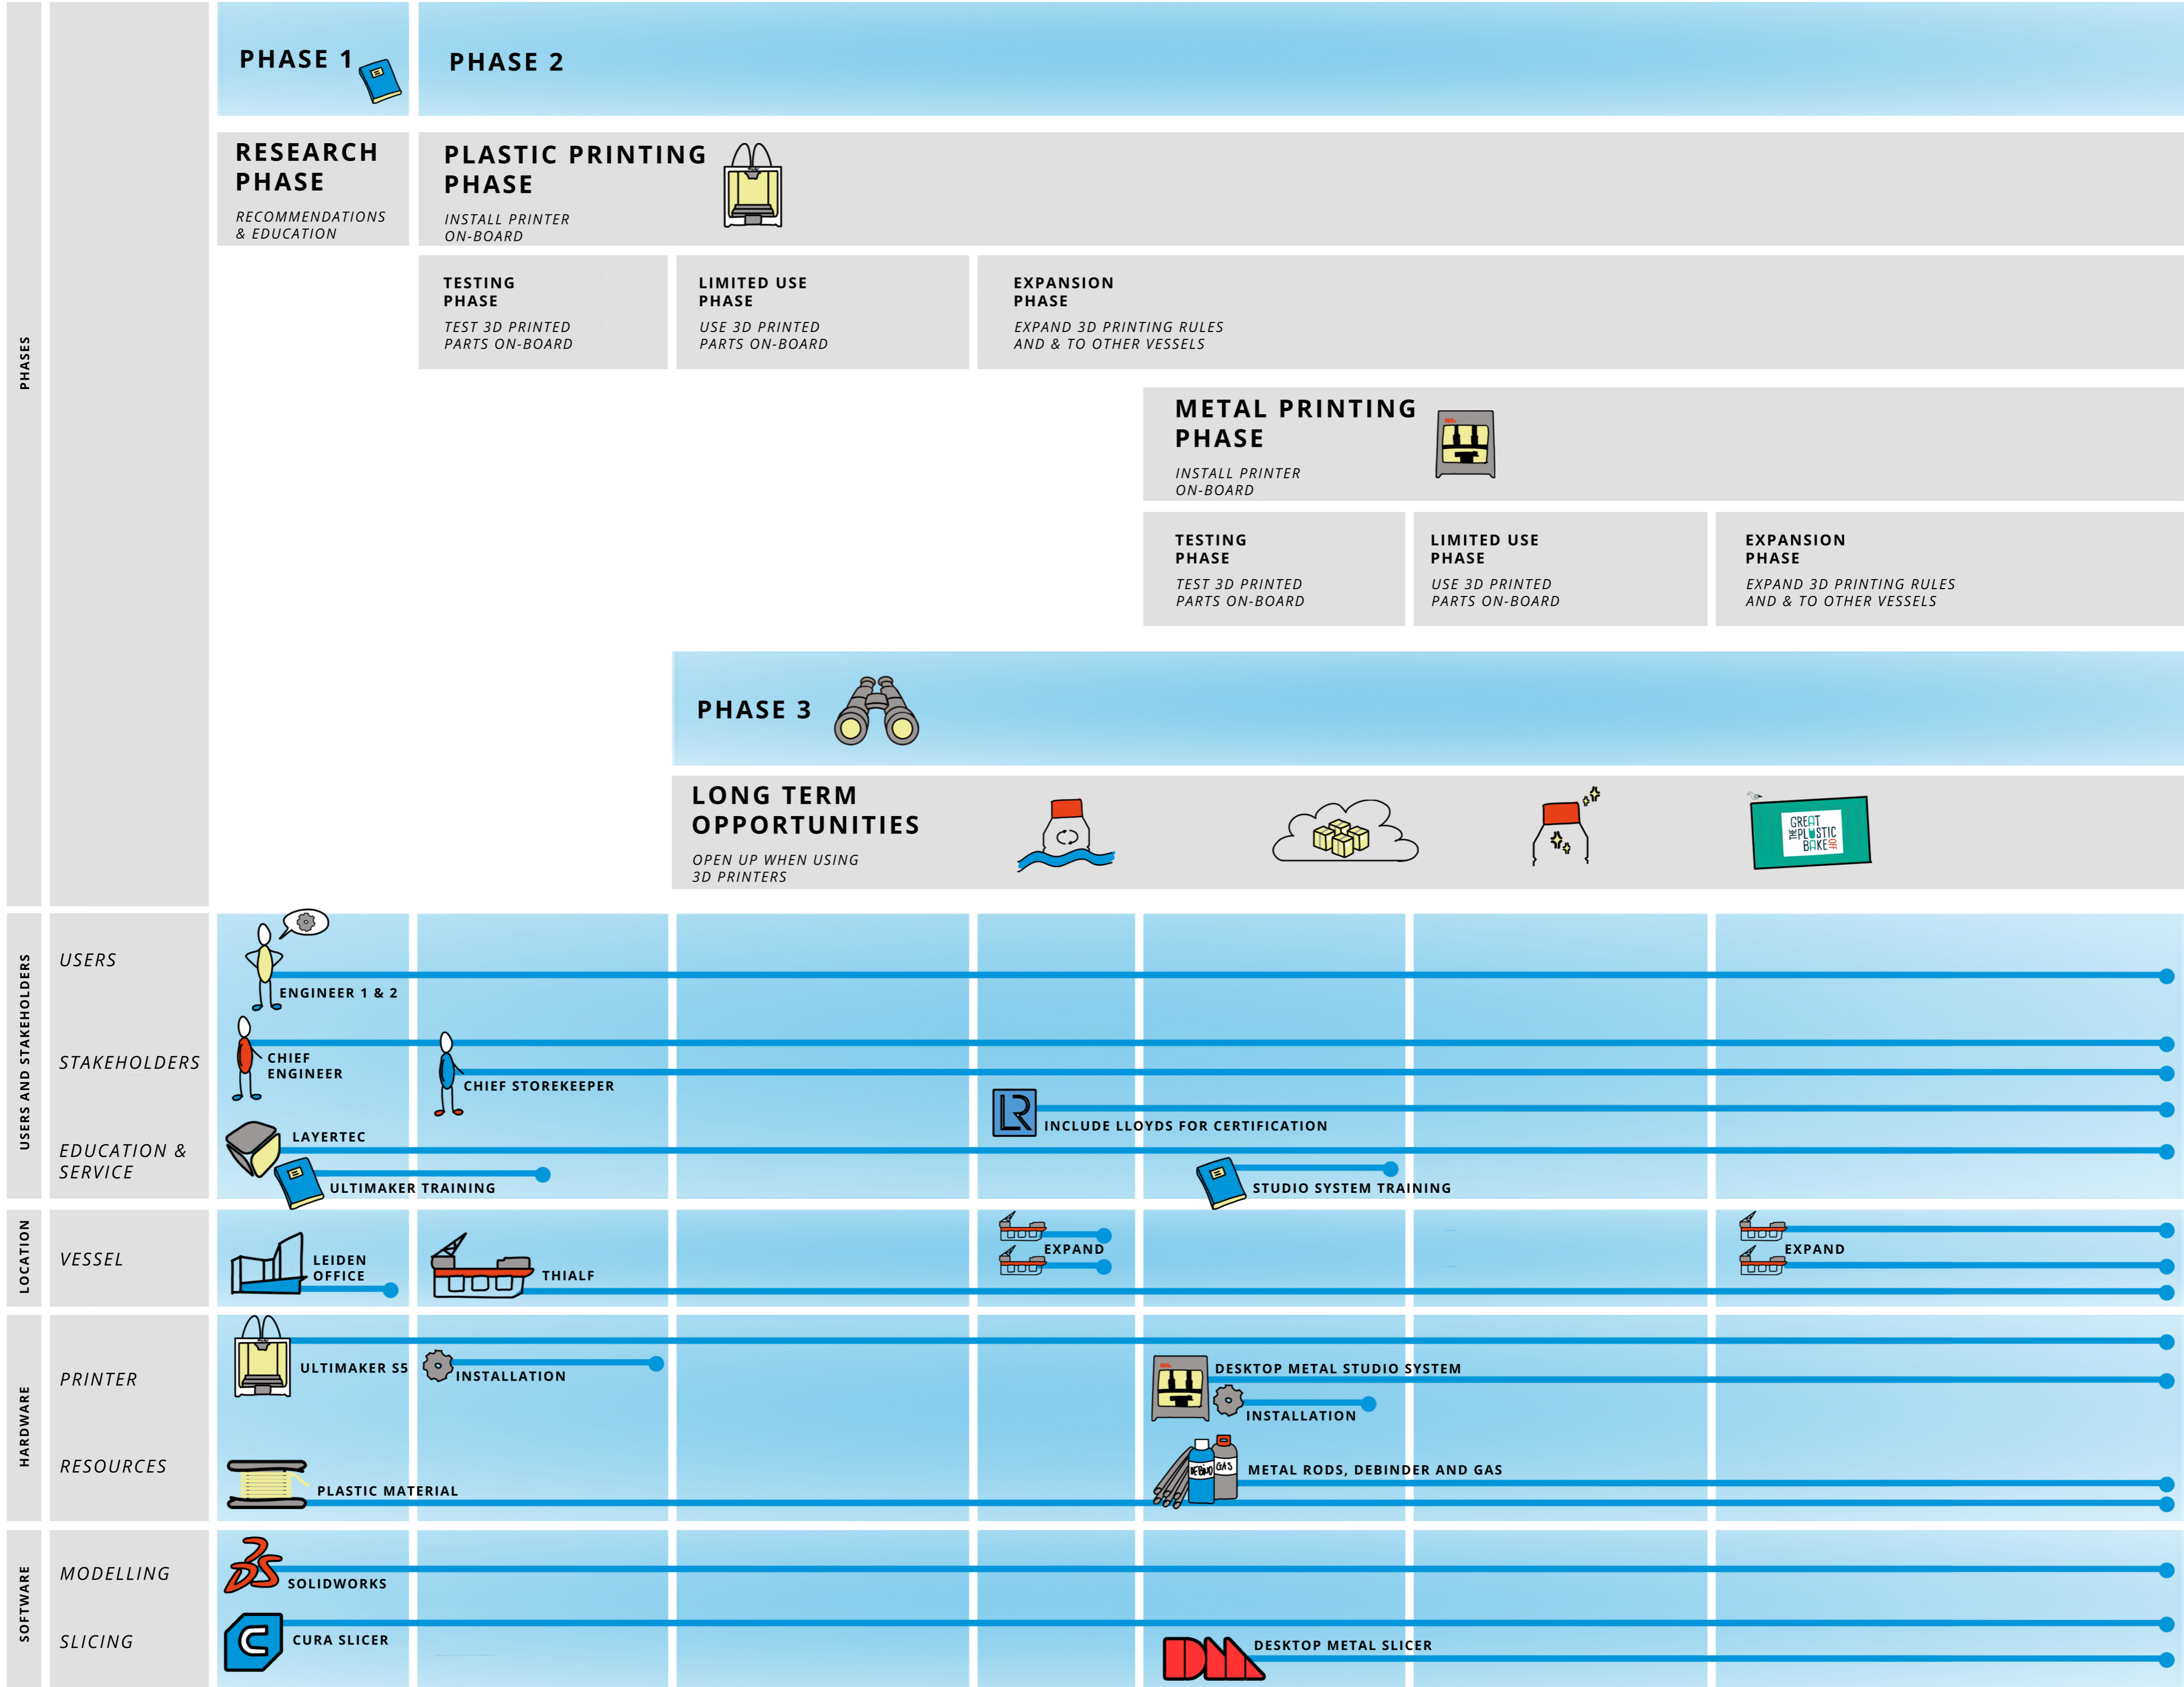 PHASES
PHASE 1
PHASE 2
RESEARCH
PHASE
RECOMMENDATIONS
& EDUCATION
PLASTIC PRINTING
PHASE
INSTALL PRINTER
ON-BOARD
TESTING
PHASE
TEST 3D PRINTED
PARTS ON-BOARD
LIMITED USE
PHASE
USE 3D PRINTED
PARTS ON-BOARD
EXPANSION
PHASE
EXPAND 3D PRINTING RULES
AND & TO OTHER VESSELS
METAL PRINTING
PHASE
INSTALL PRINTER
ON-BOARD
TESTING
PHASE
TEST 3D PRINTED
PARTS ON-BOARD
LIMITED USE
PHASE
USE 3D PRINTED
PARTS ON-BOARD
EXPANSION
PHASE
EXPAND 3D PRINTING RULES
AND & TO OTHER VESSELS
PHASE 3
LONG TERM
OPPORTUNITIES
OPEN UP WHEN USING
3D PRINTERS
THE
GREAT
PLASTIC
BAKE OFF
USERS AND STAKEHOLDERS
USERS
ENGINEER 1 & 2
STAKEHOLDERS
CHIEF
ENGINEER
CHIEF STOREKEEPER
LR
INCLUDE LLOYDS FOR CERTIFICATION
EDUCATION &
SERVICE
LAYERTEC
ULTIMAKER TRAINING
STUDIO SYSTEM TRAINING
LOCATION
VESSEL
LEIDEN
OFFICE
THIALF
EXPAND
EXPAND
HARDWARE
PRINTER
ULTIMAKER S5
INSTALLATION
DESKTOP METAL STUDIO SYSTEM
INSTALLATION
RESOURCES
PLASTIC MATERIAL
DEBIND
GAS
METAL RODS, DEBINDER AND GAS
SOFTWARE
MODELLING
3S
SOLIDWORKS
SLICING
C
CURA SLICER
DM
DESKTOP METAL SLICER